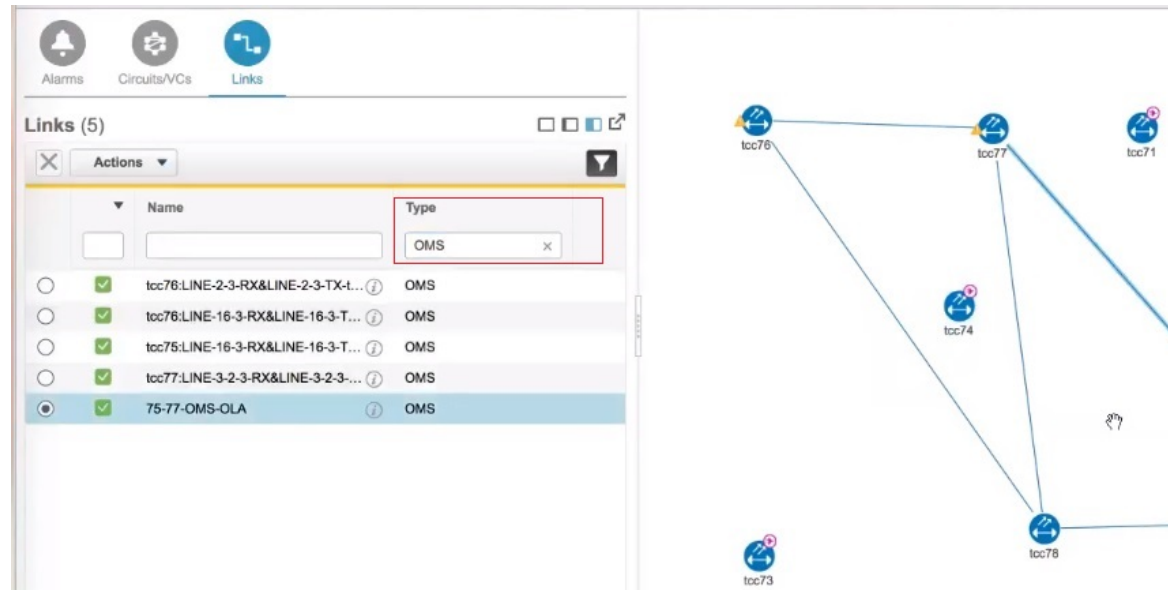 Alarms
Circuits/VCs
Links
Links (5)
Actions
Name
Type
OMS
tcc76:LINE-2-3-RX&LINE-2-3-TX-t... OMS
tcc76:LINE-16-3-RX&LINE-16-3-T... OMS
tcc75:LINE-16-3-RX&LINE-16-3-T... OMS
tcc77:LINE-3-2-3-RX&LINE-3-2-3-... OMS
75-77-OMS-OLA OMS
tcc76
tcc77
tcc71
tcc74
tcc78
tcc73